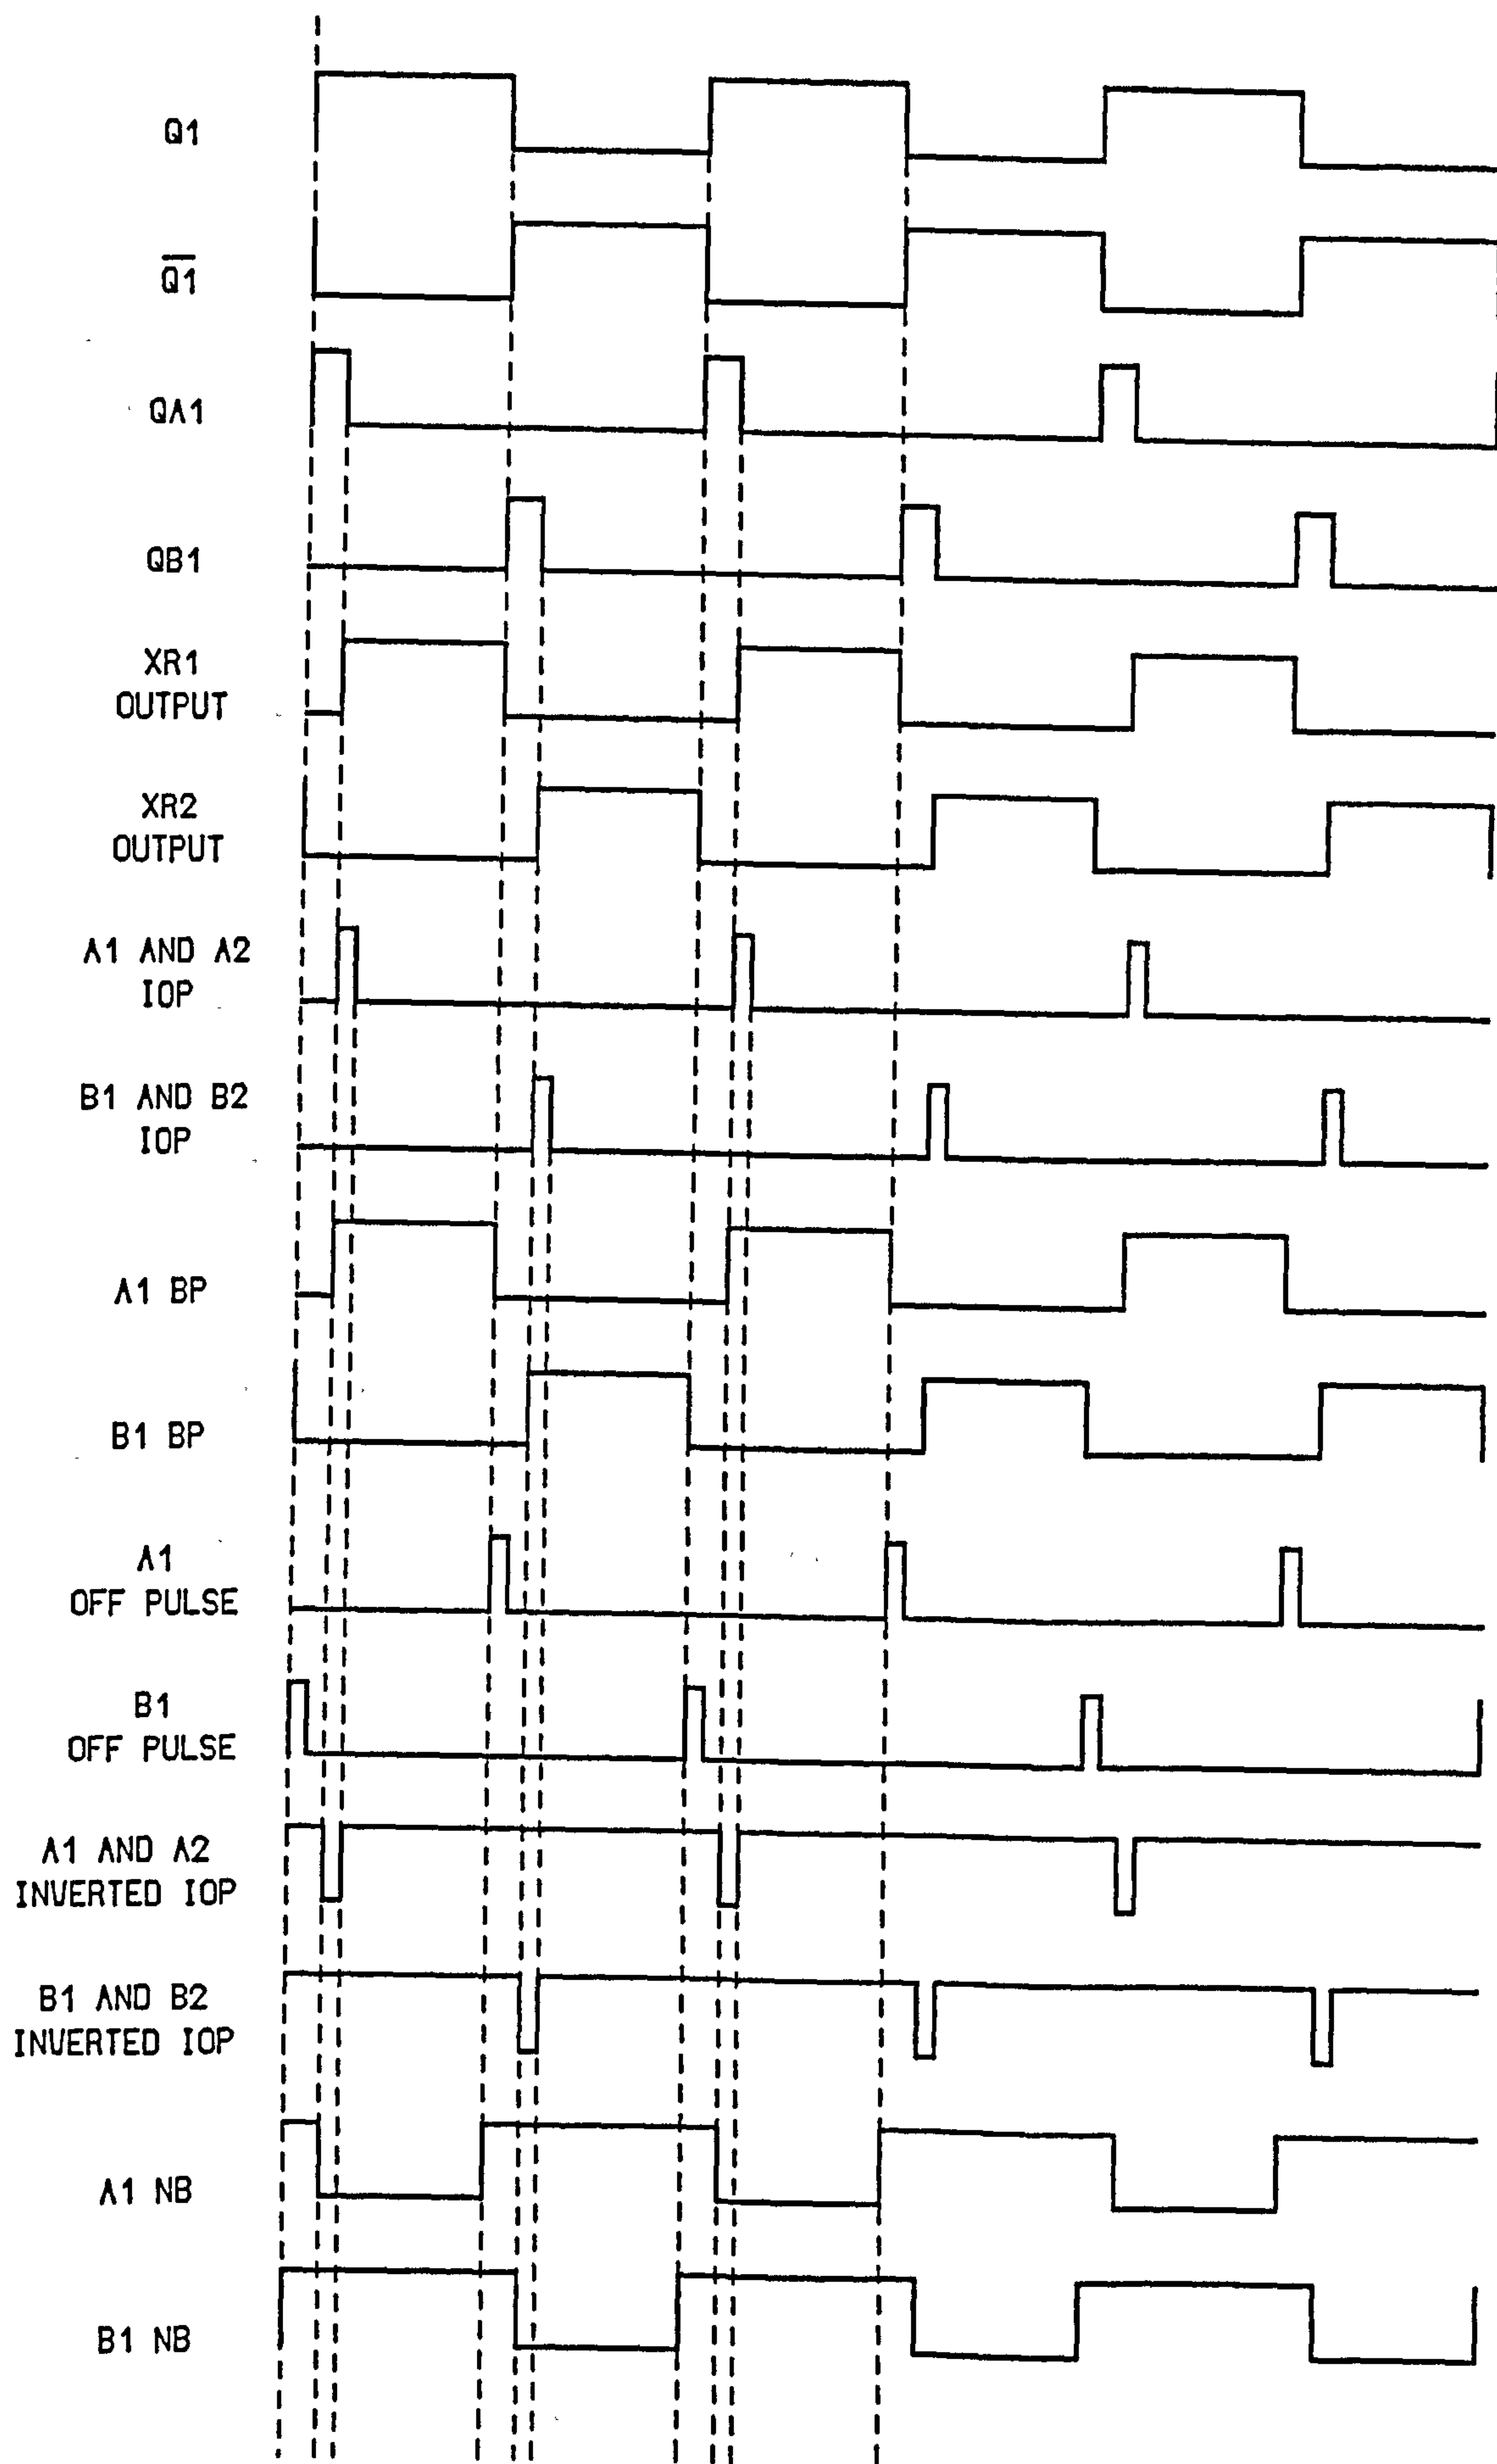 Q1
Q̅1̅
QA1
QB1
XR1
OUTPUT
XR2
OUTPUT
A1 AND A2
IOP
B1 AND B2
IOP
A1 BP
B1 BP
A1
OFF PULSE
B1
OFF PULSE
A1 AND A2
INVERTED IOP
B1 AND B2
INVERTED IOP
A1 NB
B1 NB